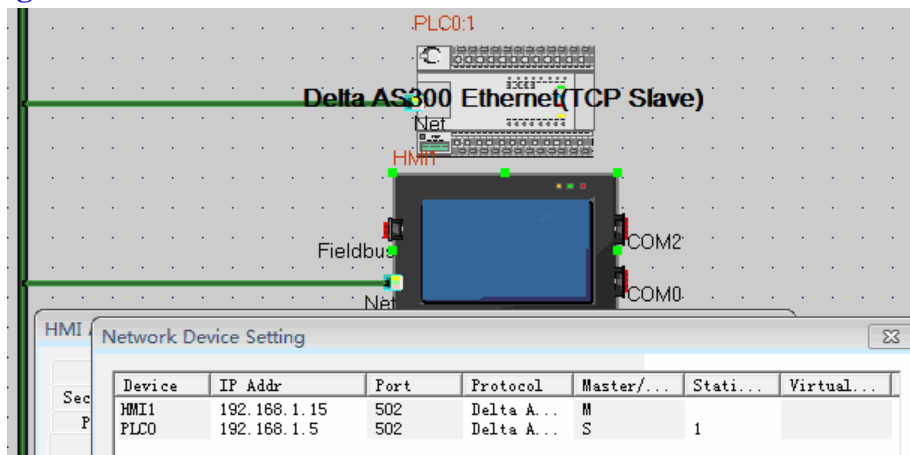 PLC0:1
Delta AS300 Ethernet(TCP Slave)
Net
HMI1
COM2
Fieldbus
COM0
Net
HMI
Network Device Setting
Sec
P
Device IP Addr Port Protocol Master/... Stati... Virtual...
HMI1 192.168.1.15 502 Delta A... M
PLC0 192.168.1.5 502 Delta A... S 1